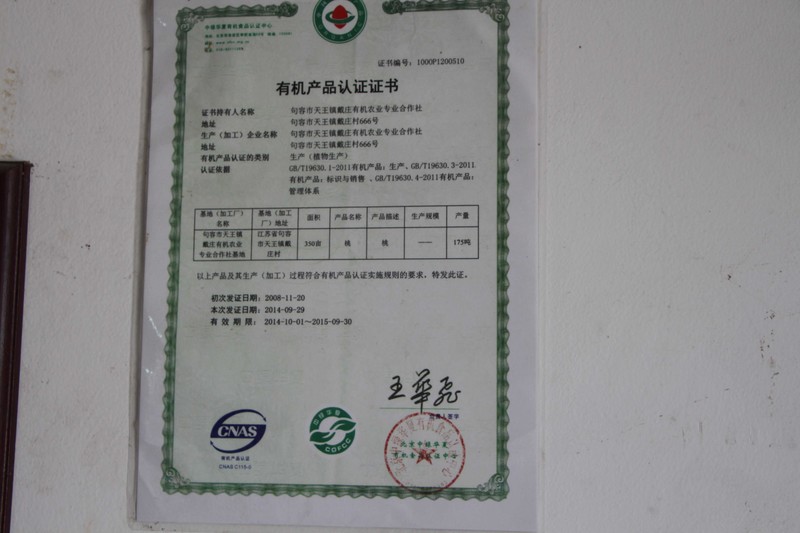 证书编号：1000P1200510
有机产品认证证书
证书持有人名称 句容市天王镇戴庄有机农业专业合作社
地址 句容市天王镇戴庄村666号
生产（加工）企业名称 句容市天王镇戴庄有机农业专业合作社
地址 句容市天王镇戴庄村666号
有机产品认证的类别 生产（植物生产）
认证依据 GB/T19630.1-2011有机产品：生产、GB/T19630.3-2011
有机产品：标识与销售 、GB/T19630.4-2011有机产品：
管理体系
基地（加工厂）名称 基地（加工厂）地址 面积 产品名称 产品描述 生产规模 产量
句容市天王镇戴庄有机农业专业合作社基地 江苏省句容市天王镇戴庄村 350亩 桃 桃 —— 175吨
以上产品及其生产（加工）过程符合有机产品认证实施规则的要求，特发此证。
初次发证日期：2008-11-20
本次发证日期：2014-09-29
有 效 期 限： 2014-10-01～2015-09-30
CNAS
有机产品认证
COFCC